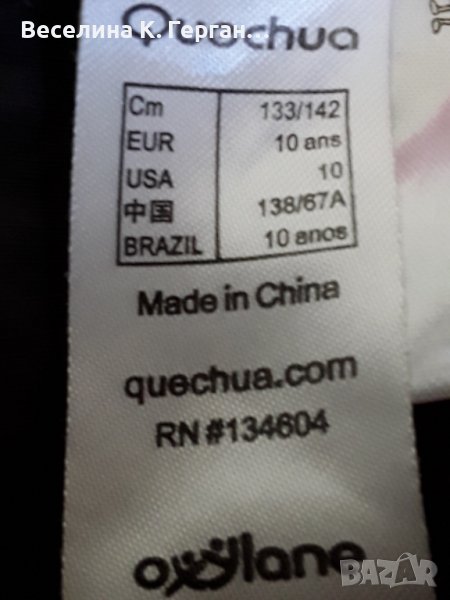 Веселина К. Герган...
Quechua
Cm 133/142
EUR 10 ans
USA 10
中国 138/67A
BRAZIL 10 anos
Made in China
quechua.com
RN #134604
oxylane
BAZAR